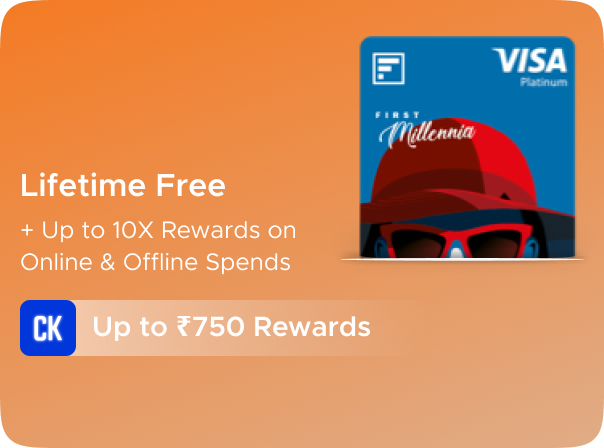 VISA
Platinum
FIRST
Millennia
Lifetime Free
+ Up to 10X Rewards on
Online & Offline Spends
CK
Up to ₹750 Rewards